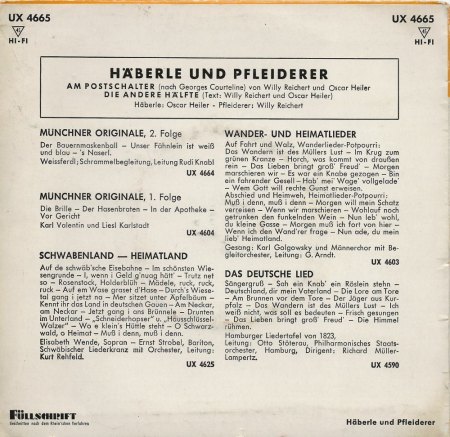 UX 4665
UX 4665
45
HI-FI
45
HI-FI
HÄBERLE UND PFLEIDERER
AM POSTSCHALTER (nach Georges Courteline) von Willy Reichert und Oscar Heiler
DIE ANDERE HÄLFTE (Text: Willy Reichert und Oscar Heiler)
Häberle: Oscar Heiler - Pfleiderer: Willy Reichert
MÜNCHNER ORIGINALE, 2. Folge
Der Bauernmaskenball - Unser Fähnlein ist weiß
und blau - 's Naserl.
Weissferdl; Schrammelbegleitung, Leitung Rudi Knabl
UX 4664
MÜNCHNER ORIGINALE, 1. Folge
Die Brille - Der Hasenbraten - In der Apotheke -
Vor Gericht
Karl Valentin und Liesl Karlstadt
UX 4604
SCHWABENLAND — HEIMATLAND
Auf de schwäb'sche Eisebahne - Im schönsten Wiesen-
grunde - I, wenn i Geld g'nuag hätt' - Trutz net
so - Rosenstock, Holderblüh - Mädele, ruck, ruck,
ruck - Auf em Wasa graset d'Hase - Durch's Wiese-
tal gang i jetzt na - Mer sitzet unter Apfelbäum -
Kennt ihr das Land in deutschen Gauen - Am Neckar,
am Neckar - Jetzt gang i ans Brünnele - Drunten
im Unterland - „Schneiderhopser" u. „Häusschlüssel-
Walzer" - Wo e klein's Hüttle steht - O Schwarz-
wald, o Heimat - Muß i denn, muß i denn.
Elisabeth Wende, Sopran - Ernst Strobel, Bariton,
Schwäbischer Liederkranz mit Orchester, Leitung:
Kurt Rehfeld.
UX 4625
WANDER- UND HEIMATLIEDER
Auf Fahrt und Walz, Wanderlieder-Potpourri:
Das Wandern ist des Müllers Lust - Im Krug zum
grünen Kranze - Horch, was kommt von draußen
rein - Das Lieben bringt groß' Freud' - Morgen
marschieren wir - Es war ein Knabe gezogen - Bin
ein fahrender Gesell - Hab' mei' Wage' vollgelade'
- Wem Gott will rechte Gunst erweisen.
Abschied und Heimweh, Heimatlieder-Potpourri:
Muß i denn, muß i denn - Morgen will mein Schatz
verreisen - Wenn wir marschieren - Wohlauf noch
getrunken den funkelnden Wein - Nun leb' wohl,
du kleine Gasse - Morgen muß ich fort von hier -
Wenn ich den Wand'rer frage - Nun ade, du mein
lieb' Heimatland.
Gesang: Karl Golgowsky und Männerchor mit Be-
gleitorchester, Leitung: G. Arndt.
UX 4603
DAS DEUTSCHE LIED
Sängergruß - Sah ein Knab' ein Röslein stehn -
Deutschland, dir mein Vaterland - Die Lore am Tore
- Am Brunnen vor dem Tore - Der Jäger aus Kur-
pfalz - Das Wandern ist des Müllers Lust - Ich
weiß nicht, was soll es bedeuten - Frisch gesungen
- Das Lieben bringt groß' Freud' - Die Himmel
rühmen.
Hamburger Liedertafel von 1823,
Leitung: Otto Stöterau, Philharmonisches Staats-
orchester, Hamburg, Dirigent: Richard Müller-
Lampertz.
UX 4590
FÜLLSCHRIFT
Häberle und Pfleiderer